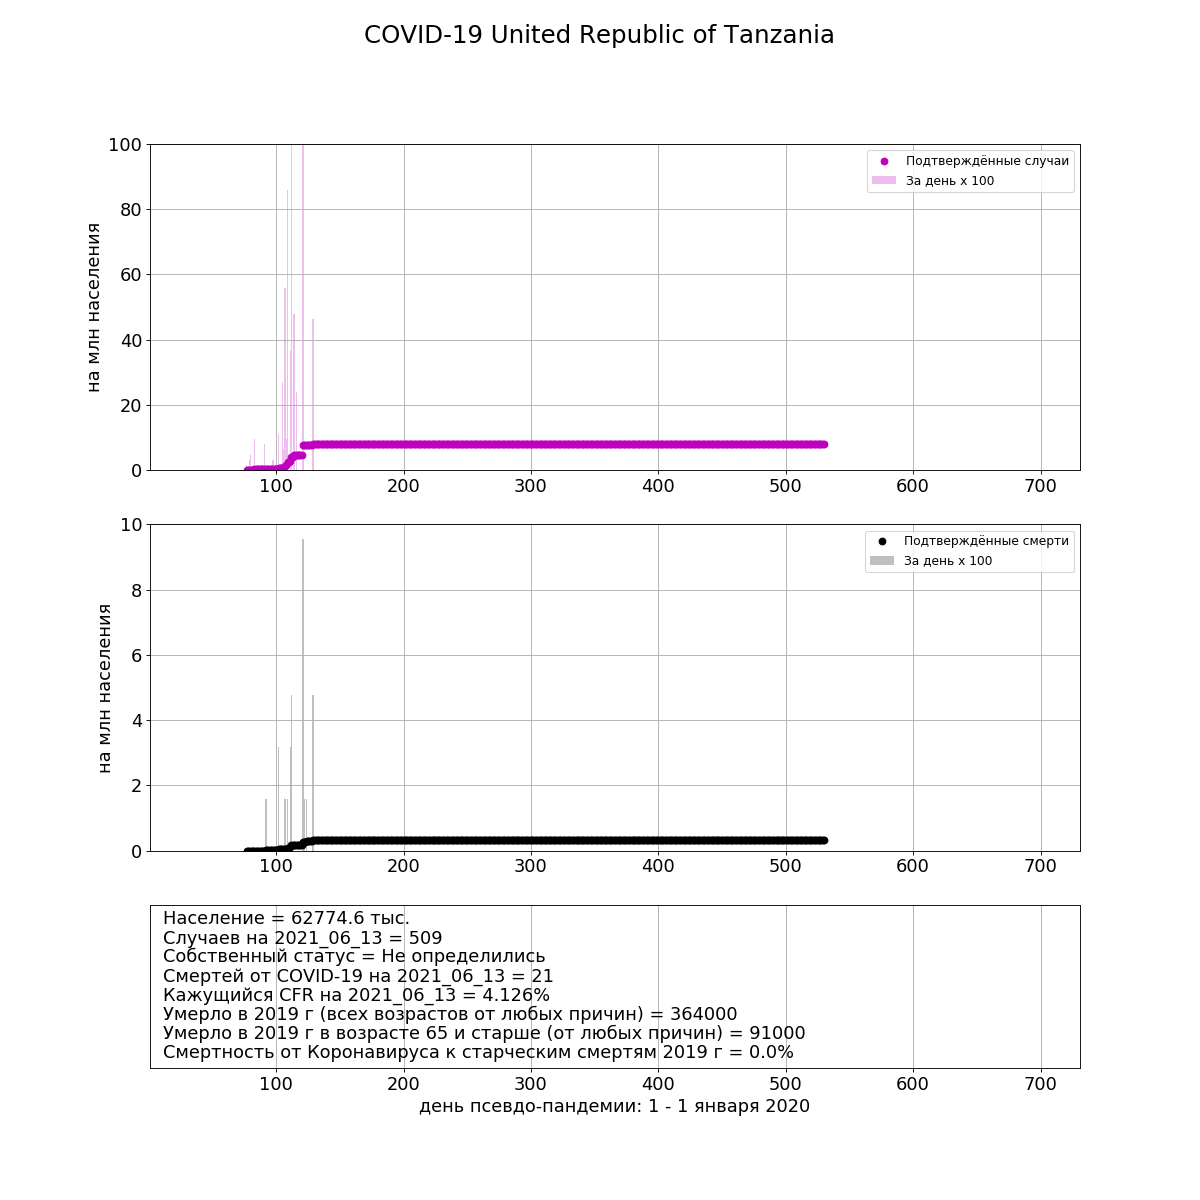 COVID-19 United Republic of Tanzania
100
80
60
40
20
0
на млн населения
Подтверждённые случаи
За день x 100
100 200 300 400 500 600 700
10
8
6
4
2
0
на млн населения
Подтверждённые смерти
За день x 100
100 200 300 400 500 600 700
Население = 62774.6 тыс.
Случаев на 2021_06_13 = 509
Собственный статус = Не определились
Смертей от COVID-19 на 2021_06_13 = 21
Кажущийся CFR на 2021_06_13 = 4.126%
Умерло в 2019 г (всех возрастов от любых причин) = 364000
Умерло в 2019 г в возрасте 65 и старше (от любых причин) = 91000
Смертность от Коронавируса к старческим смертям 2019 г = 0.0%
100 200 300 400 500 600 700
день псевдо-пандемии: 1 - 1 января 2020